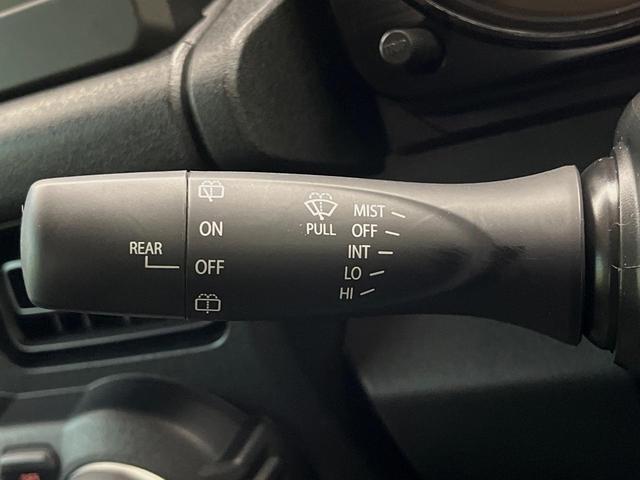 REAR
ON
OFF
PULL
MIST
OFF
INT
LO
HI